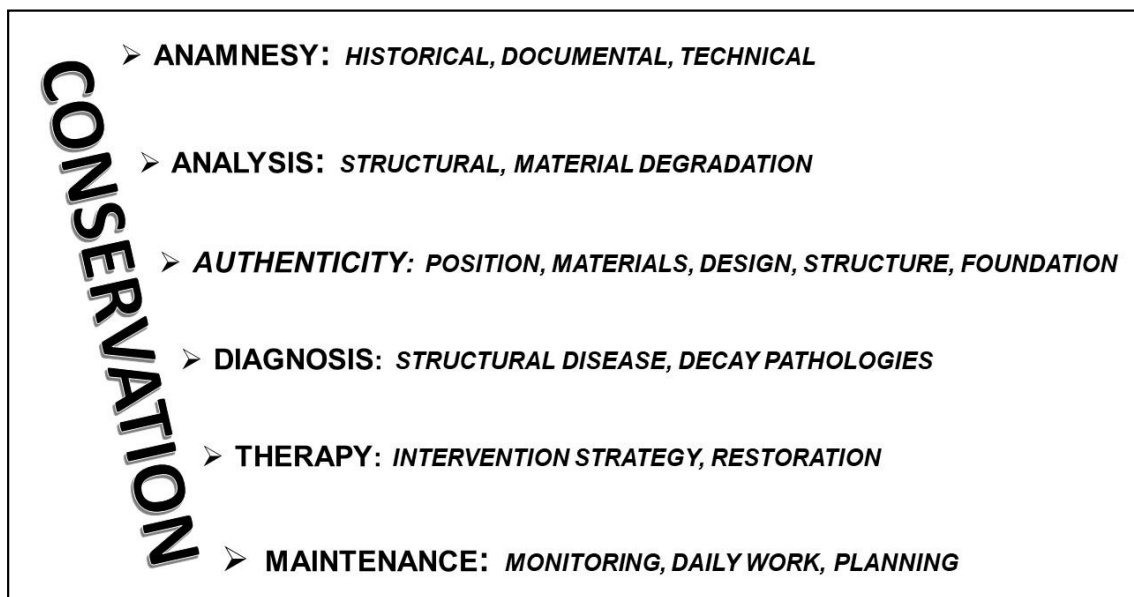 CONSERVATION
➢ ANAMNESY: HISTORICAL, DOCUMENTAL, TECHNICAL
➢ ANALYSIS: STRUCTURAL, MATERIAL DEGRADATION
➢ AUTHENTICITY: POSITION, MATERIALS, DESIGN, STRUCTURE, FOUNDATION
➢ DIAGNOSIS: STRUCTURAL DISEASE, DECAY PATHOLOGIES
➢ THERAPY: INTERVENTION STRATEGY, RESTORATION
➢ MAINTENANCE: MONITORING, DAILY WORK, PLANNING